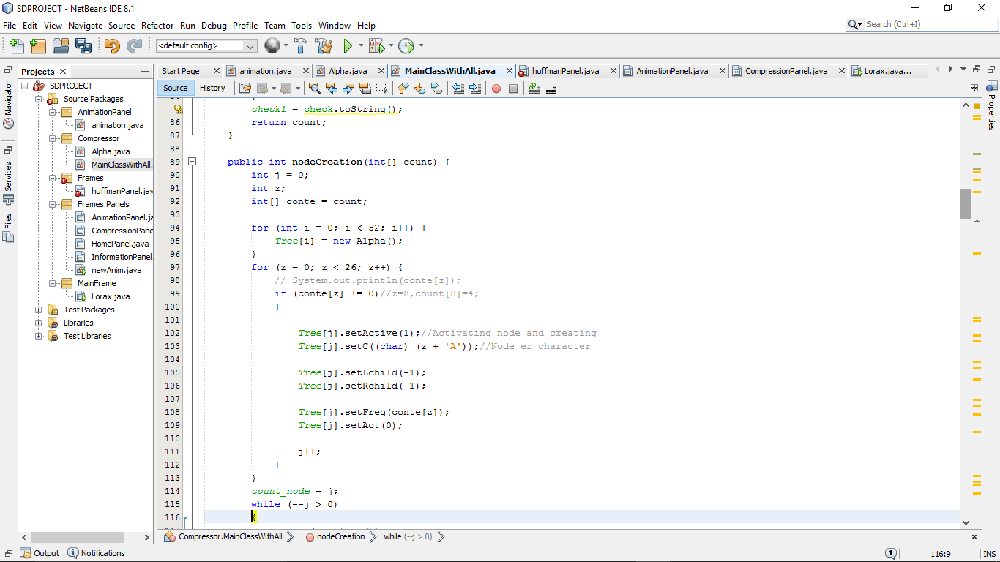 SDPROJECT - NetBeans IDE 8.1
File Edit View Navigate Source Refactor Run Debug Profile Team Tools Window Help
Search (Ctrl+I)
<default config>
Projects
Navigator
Services
Files
SDPROJECT
Source Packages
AnimationPanel
animation.java
Compressor
Alpha.java
MainClassWithAll.
Frames
huffmanPanel.jav
Frames.Panels
AnimationPanel.ja
CompressionPane
HomePanel.java
InformationPanel
newAnim.java
MainFrame
Lorax.java
Test Packages
Libraries
Test Libraries
Start Page animation.java Alpha.java MainClassWithAll.java huffmanPanel.java AnimationPanel.java CompressionPanel.java Lorax.java...
Source History
check1 = check.toString();
86 return count;
87 }
88
89 public int nodeCreation(int[] count) {
90 int j = 0;
91 int z;
92 int[] conte = count;
93
94 for (int i = 0; i < 52; i++) {
95 Tree[i] = new Alpha();
96 }
97 for (z = 0; z < 26; z++) {
98 // System.out.println(conte[z]);
99 if (conte[z] != 0)//z=8,count[8]=4;
100 {
101
102 Tree[j].setActive(1);//Activating node and creating
103 Tree[j].setC((char) (z + 'A'));//Node er character
104
105 Tree[j].setLchild(-1);
106 Tree[j].setRchild(-1);
107
108 Tree[j].setFreq(conte[z]);
109 Tree[j].setAct(0);
110
111 j++;
112 }
113 }
114 count_node = j;
115 while (--j > 0)
116 {
Properties
Compressor.MainClassWithAll nodeCreation while (--j > 0)
Output Notifications
1 116:9 INS